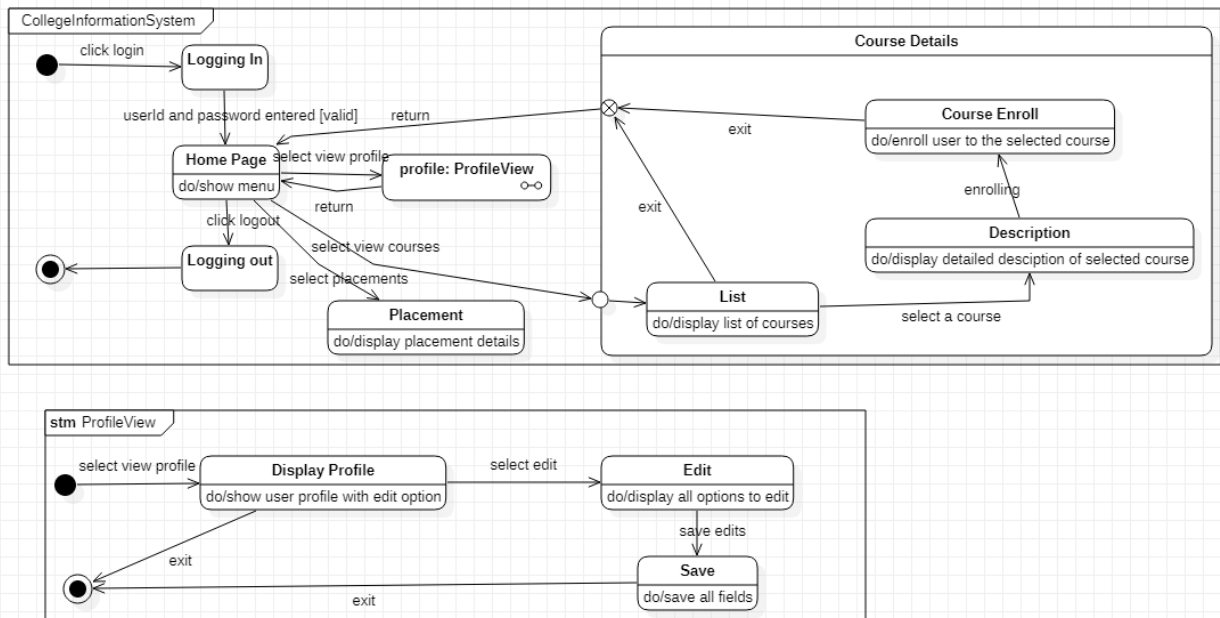 CollegeInformationSystem
click login
Logging In
userId and password entered [valid]
return
Home Page
do/show menu
select view profile
profile: ProfileView
return
click logout
Logging out
select view courses
select placements
Placement
do/display placement details
Course Details
exit
Course Enroll
do/enroll user to the selected course
enrolling
exit
Description
do/display detailed desciption of selected course
List
do/display list of courses
select a course
stm ProfileView
select view profile
Display Profile
do/show user profile with edit option
select edit
Edit
do/display all options to edit
save edits
exit
Save
do/save all fields
exit